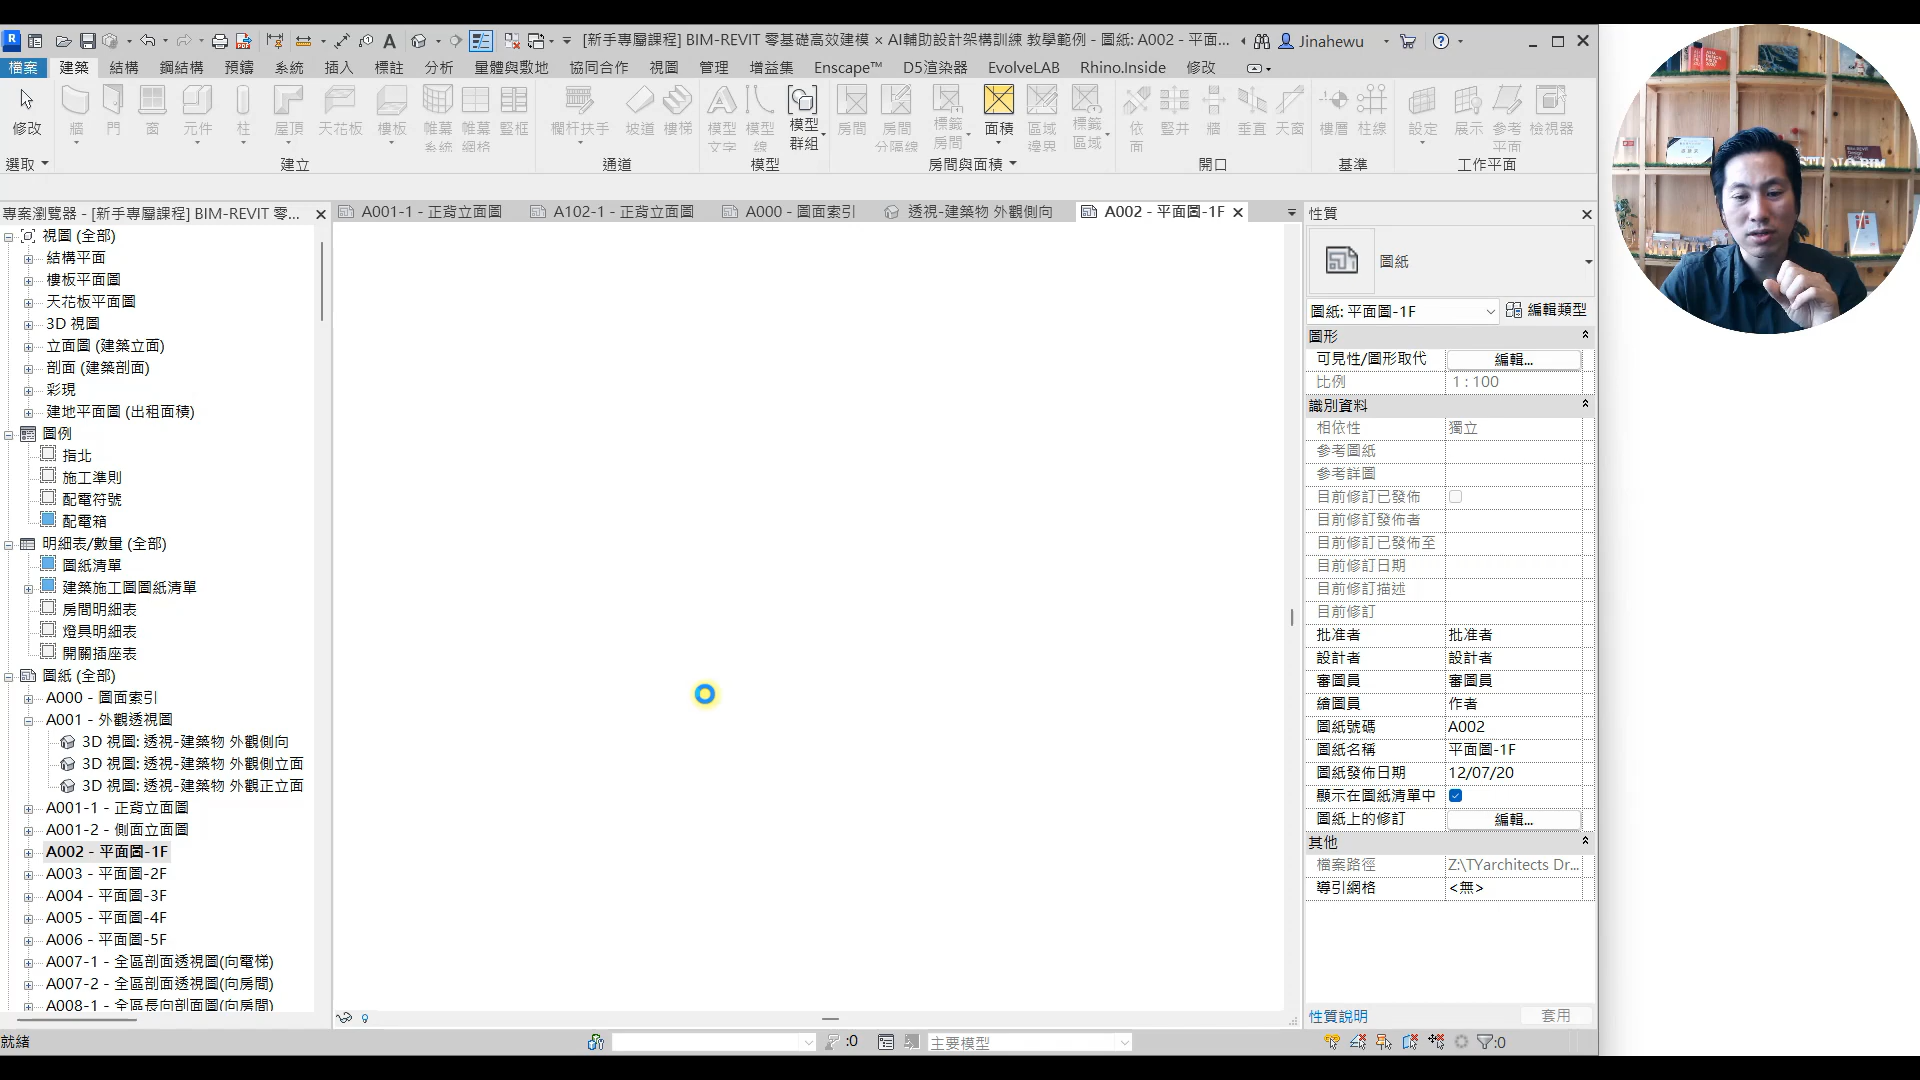 [新手專屬課程] BIM-REVIT 零基礎高效建模 × AI輔助設計架構訓練 教學範例 - 圖紙: A002 - 平面...
Jinahewu
檔案 建築 結構 鋼結構 預鑄 系統 插入 標註 分析 量體與敷地 協同合作 視圖 管理 增益集 Enscape™ D5渲染器 EvolveLAB Rhino.Inside 修改
修改 牆 門 窗 元件 柱 屋頂 天花板 樓板 帷幕系統 帷幕網格 豎框 欄杆扶手 坡道 樓梯 模型文字 模型線 模型群組 房間 房間分隔線 標籤房間 面積 區域邊界 標籤區域 依面 豎井 牆 垂直 天窗 樓層 柱線 設定 展示 參考平面 檢視器
選取 建立 通道 模型 房間與面積 開口 基準 工作平面
專案瀏覽器 - [新手專屬課程] BIM-REVIT 零...
A001-1 - 正背立面圖 A102-1 - 正背立面圖 A000 - 圖面索引 透視-建築物 外觀側向 A002 - 平面圖-1F
視圖 (全部)
結構平面
樓板平面圖
天花板平面圖
3D 視圖
立面圖 (建築立面)
剖面 (建築剖面)
彩現
建地平面圖 (出租面積)
圖例
指北
施工準則
配電符號
配電箱
明細表/數量 (全部)
圖紙清單
建築施工圖圖紙清單
房間明細表
燈具明細表
開關插座表
圖紙 (全部)
A000 - 圖面索引
A001 - 外觀透視圖
3D 視圖: 透視-建築物 外觀側向
3D 視圖: 透視-建築物 外觀側立面
3D 視圖: 透視-建築物 外觀正立面
A001-1 - 正背立面圖
A001-2 - 側面立面圖
A002 - 平面圖-1F
A003 - 平面圖-2F
A004 - 平面圖-3F
A005 - 平面圖-4F
A006 - 平面圖-5F
A007-1 - 全區剖面透視圖(向電梯)
A007-2 - 全區剖面透視圖(向房間)
A008-1 - 全區長向剖面圖(向房間)
性質
圖紙
圖紙: 平面圖-1F 編輯類型
圖形
可見性/圖形取代 編輯...
比例 1 : 100
識別資料
相依性 獨立
參考圖紙
參考詳圖
目前修訂已發佈
目前修訂發佈者
目前修訂已發佈至
目前修訂日期
目前修訂描述
目前修訂
批准者 批准者
設計者 設計者
審圖員 審圖員
繪圖員 作者
圖紙號碼 A002
圖紙名稱 平面圖-1F
圖紙發佈日期 12/07/20
顯示在圖紙清單中
圖紙上的修訂 編輯...
其他
檔案路徑 Z:\TYarchitects Dr...
導引網格 <無>
性質說明 套用
就緒 :0 主要模型 :0